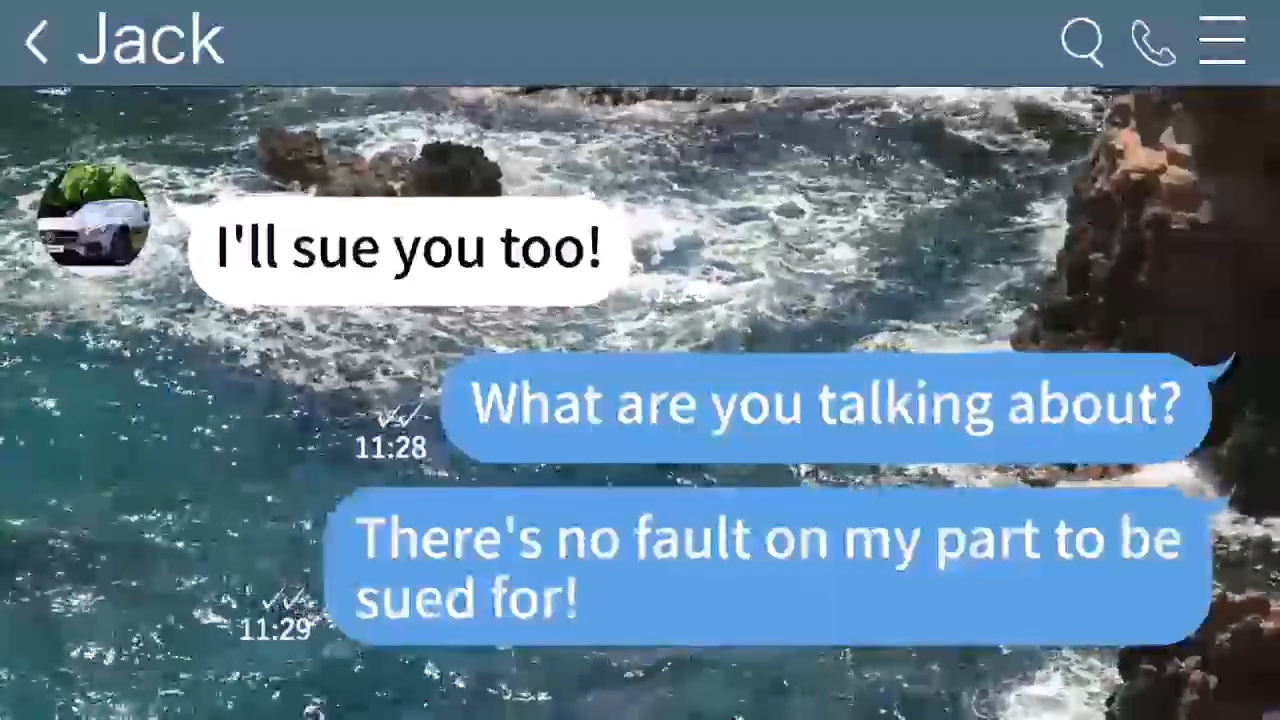 Jack
I'll sue you too!
What are you talking about?
11:28
There's no fault on my part to be
sued for!
11:29